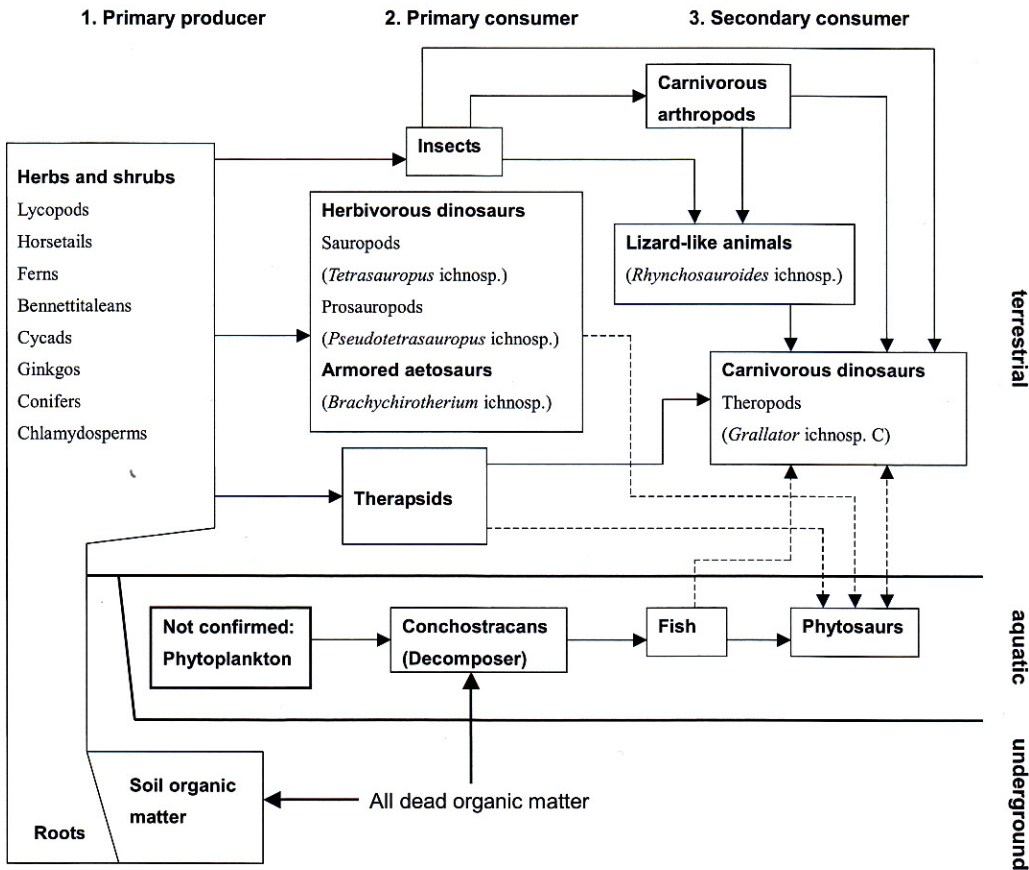 1. Primary producer
2. Primary consumer
3. Secondary consumer
Carnivorous
arthropods
Insects
Herbs and shrubs
Lycopods
Horsetails
Ferns
Bennettitaleans
Cycads
Ginkgos
Conifers
Chlamydosperms
Herbivorous dinosaurs
Sauropods
(Tetrasauropus ichnosp.)
Prosauropods
(Pseudotetrasauropus ichnosp.)
Armored aetosaurs
(Brachychirotherium ichnosp.)
Lizard-like animals
(Rhynchosauroides ichnosp.)
Carnivorous dinosaurs
Theropods
(Grallator ichnosp. C)
terrestrial
Therapsids
Not confirmed:
Phytoplankton
Conchostracans
(Decomposer)
Fish
Phytosaurs
aquatic
Soil organic
matter
All dead organic matter
Roots
underground